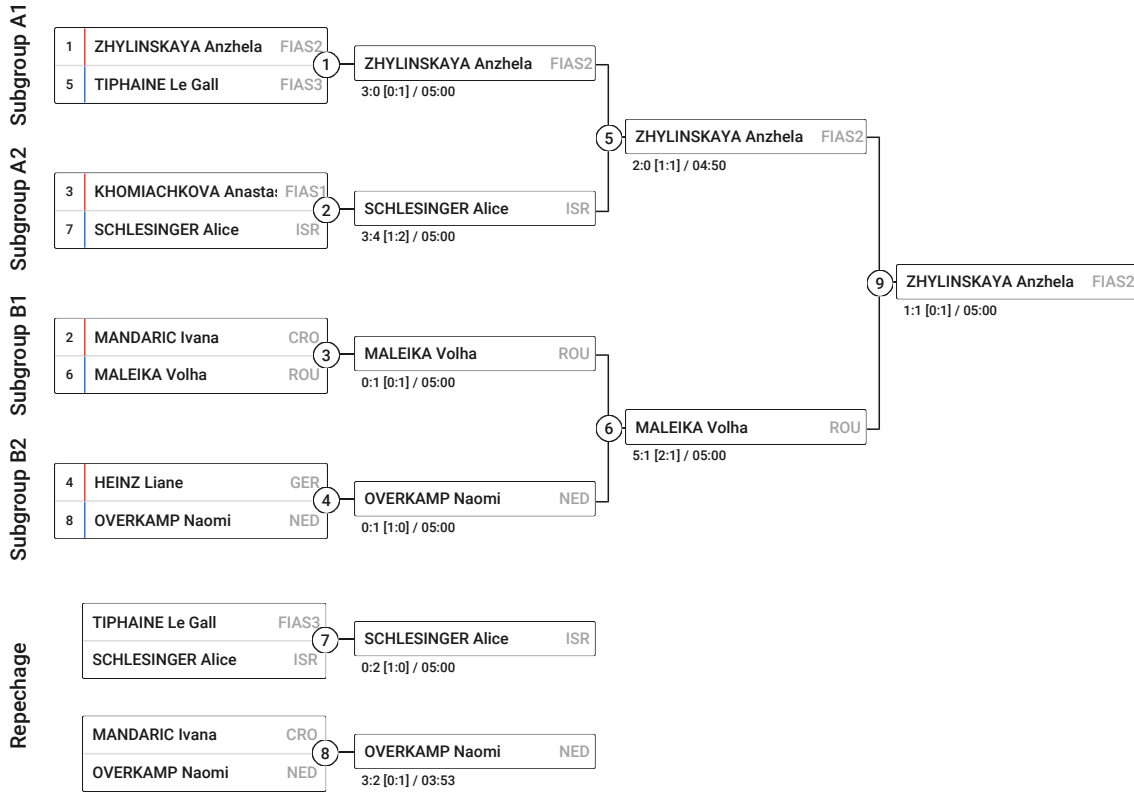 Subgroup A1
1 ZHYLINSKAYA Anzhela FIAS2
5 TIPHAINE Le Gall FIAS3
1
ZHYLINSKAYA Anzhela FIAS2
3:0 [0:1] / 05:00
Subgroup A2
3 KHOMIACHKOVA Anasta FIAS1
7 SCHLESINGER Alice ISR
2
SCHLESINGER Alice ISR
3:4 [1:2] / 05:00
5
ZHYLINSKAYA Anzhela FIAS2
2:0 [1:1] / 04:50
Subgroup B1
2 MANDARIC Ivana CRO
6 MALEIKA Volha ROU
3
MALEIKA Volha ROU
0:1 [0:1] / 05:00
Subgroup B2
4 HEINZ Liane GER
8 OVERKAMP Naomi NED
4
OVERKAMP Naomi NED
0:1 [1:0] / 05:00
6
MALEIKA Volha ROU
5:1 [2:1] / 05:00
9
ZHYLINSKAYA Anzhela FIAS2
1:1 [0:1] / 05:00
Repechage
TIPHAINE Le Gall FIAS3
SCHLESINGER Alice ISR
7
SCHLESINGER Alice ISR
0:2 [1:0] / 05:00
MANDARIC Ivana CRO
OVERKAMP Naomi NED
8
OVERKAMP Naomi NED
3:2 [0:1] / 03:53